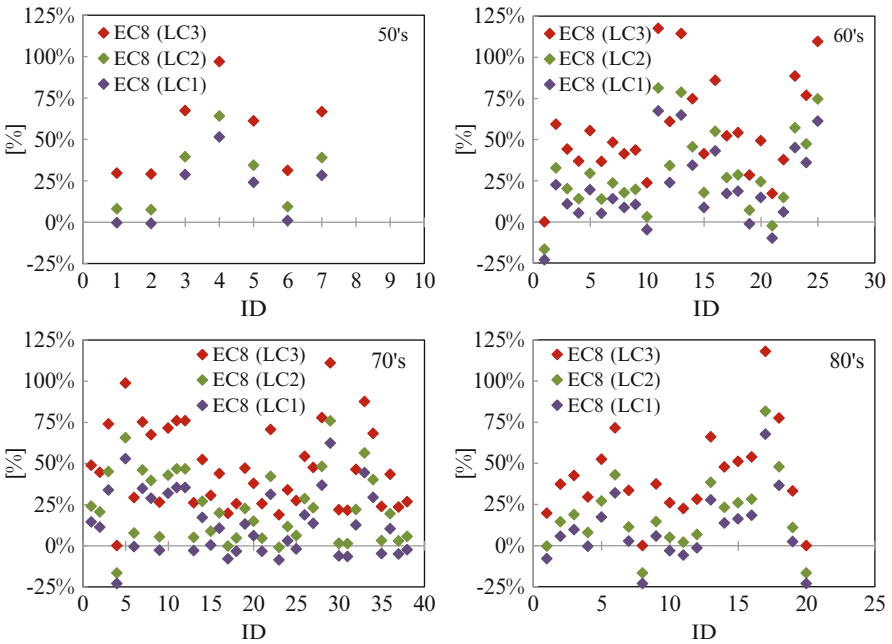 125%
100%
75%
50%
25%
0%
-25%
[%]
EC8 (LC3)
EC8 (LC2)
EC8 (LC1)
50's
0 1 2 3 4 5 6 7 8 9 10
ID
125%
100%
75%
50%
25%
0%
-25%
[%]
EC8 (LC3)
EC8 (LC2)
EC8 (LC1)
60's
0 5 10 15 20 25 30
ID
125%
100%
75%
50%
25%
0%
-25%
[%]
EC8 (LC3)
EC8 (LC2)
EC8 (LC1)
70's
0 5 10 15 20 25 30 35 40
ID
125%
100%
75%
50%
25%
0%
-25%
[%]
EC8 (LC3)
EC8 (LC2)
EC8 (LC1)
80's
0 5 10 15 20 25
ID